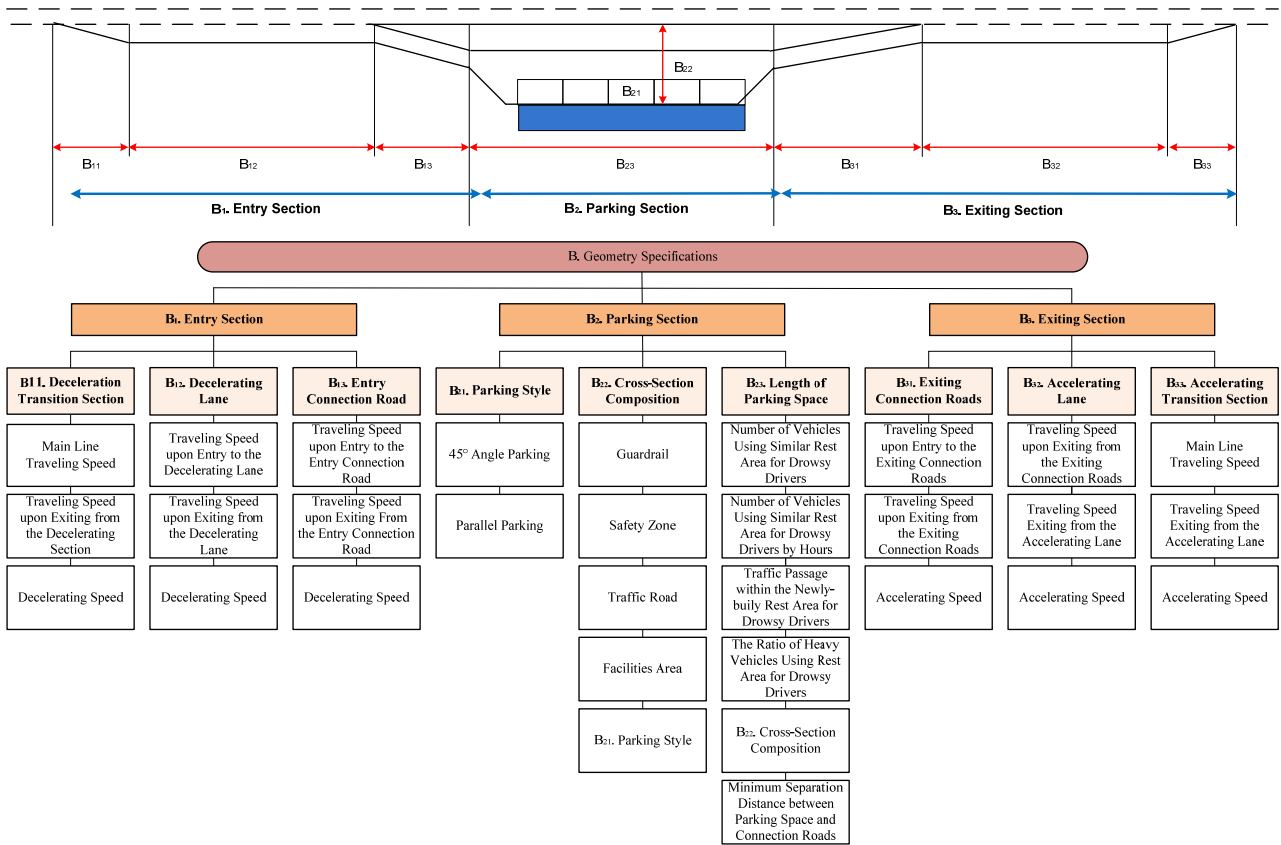 B22
B21
B11
B12
B13
B23
B31
B32
B33
B1. Entry Section
B2. Parking Section
B3. Exiting Section
B. Geometry Specifications
B1. Entry Section
B2. Parking Section
B3. Exiting Section
B11. Deceleration
Transition Section
B12. Decelerating
Lane
B13. Entry
Connection Road
B21. Parking Style
B22. Cross-Section
Composition
B23. Length of
Parking Space
B31. Exiting
Connection Roads
B32. Accelerating
Lane
B33. Accelerating
Transition Section
Main Line
Traveling Speed
Traveling Speed
upon Entry to the
Decelerating Lane
Traveling Speed
upon Entry to the
Entry Connection
Road
45° Angle Parking
Guardrail
Number of Vehicles
Using Similar Rest
Area for Drowsy
Drivers
Traveling Speed
upon Entry to the
Exiting Connection
Roads
Traveling Speed
upon Exiting from
the Exiting
Connection Roads
Main Line
Traveling Speed
Traveling Speed
upon Exiting from
the Decelerating
Section
Traveling Speed
upon Exiting from
the Decelerating
Lane
Traveling Speed
upon Exiting From
the Entry Connection
Road
Parallel Parking
Safety Zone
Number of Vehicles
Using Similar Rest
Area for Drowsy
Drivers by Hours
Traveling Speed
upon Exiting from
the Exiting
Connection Roads
Traveling Speed
Exiting from the
Accelerating Lane
Traveling Speed
Exiting from the
Accelerating Lane
Decelerating Speed
Decelerating Speed
Decelerating Speed
Traffic Road
Traffic Passage
within the Newly-
buily Rest Area for
Drowsy Drivers
Accelerating Speed
Accelerating Speed
Accelerating Speed
Facilities Area
The Ratio of Heavy
Vehicles Using Rest
Area for Drowsy
Drivers
B21. Parking Style
B22. Cross-Section
Composition
Minimum Separation
Distance between
Parking Space and
Connection Roads